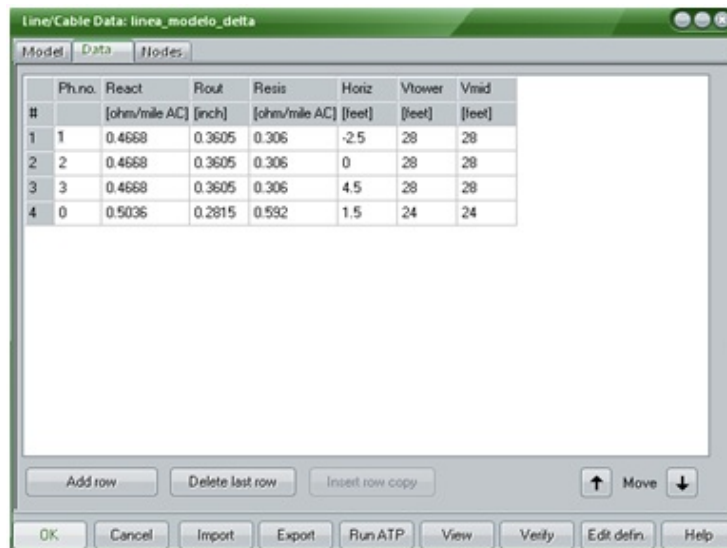 Line/Cable Data: linea_modelo_delta
Model Data Nodes
Ph.no. React Rout Resis Horiz Vtower Vmid
# [ohm/mile AC] [inch] [ohm/mile AC] [feet] [feet] [feet]
1 1 0.4668 0.3605 0.306 -2.5 28 28
2 2 0.4668 0.3605 0.306 0 28 28
3 3 0.4668 0.3605 0.306 4.5 28 28
4 0 0.5036 0.2815 0.592 1.5 24 24
Add row Delete last row Insert row copy Move
OK Cancel Import Export Run ATP View Verify Edit defin. Help